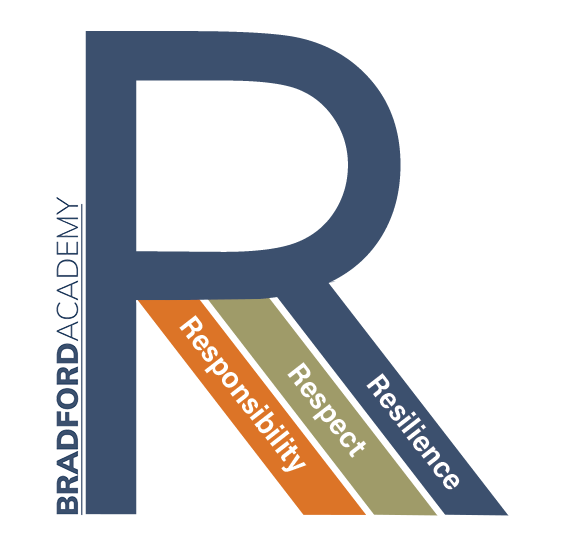 BRADFORDACADEMY
R
Responsibility
Respect
Resilience